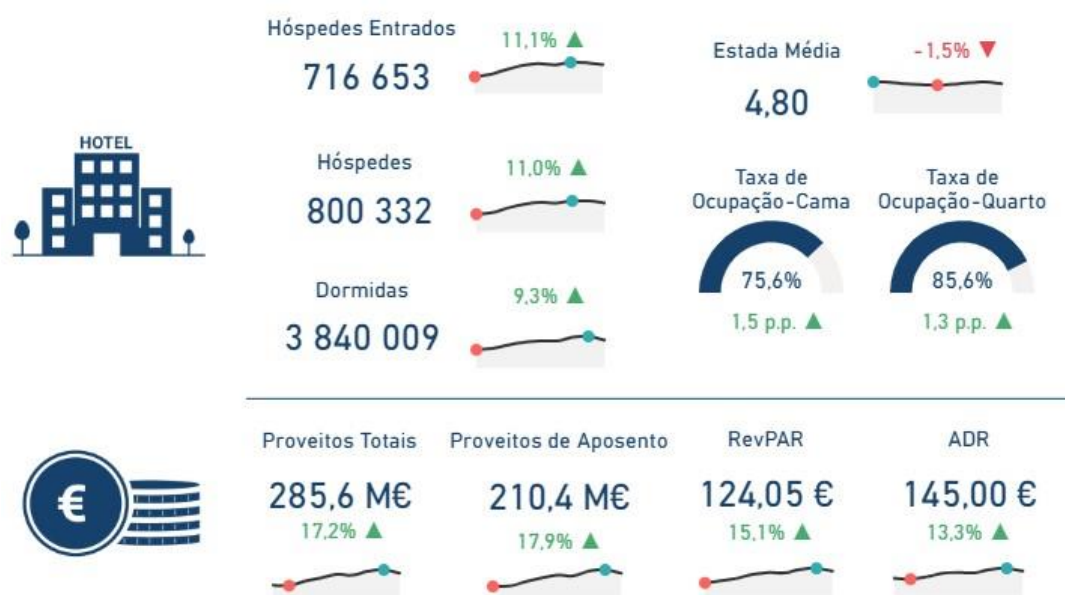 Hóspedes Entrados
716 653
11,1% ▲
Estada Média
4,80
-1,5% ▼
HOTEL
Hóspedes
800 332
11,0% ▲
Taxa de
Ocupação-Cama
75,6%
1,5 p.p. ▲
Taxa de
Ocupação-Quarto
85,6%
1,3 p.p. ▲
Dormidas
3 840 009
9,3% ▲
€
Proveitos Totais
285,6 M€
17,2% ▲
Proveitos de Aposento
210,4 M€
17,9% ▲
RevPAR
124,05 €
15,1% ▲
ADR
145,00 €
13,3% ▲